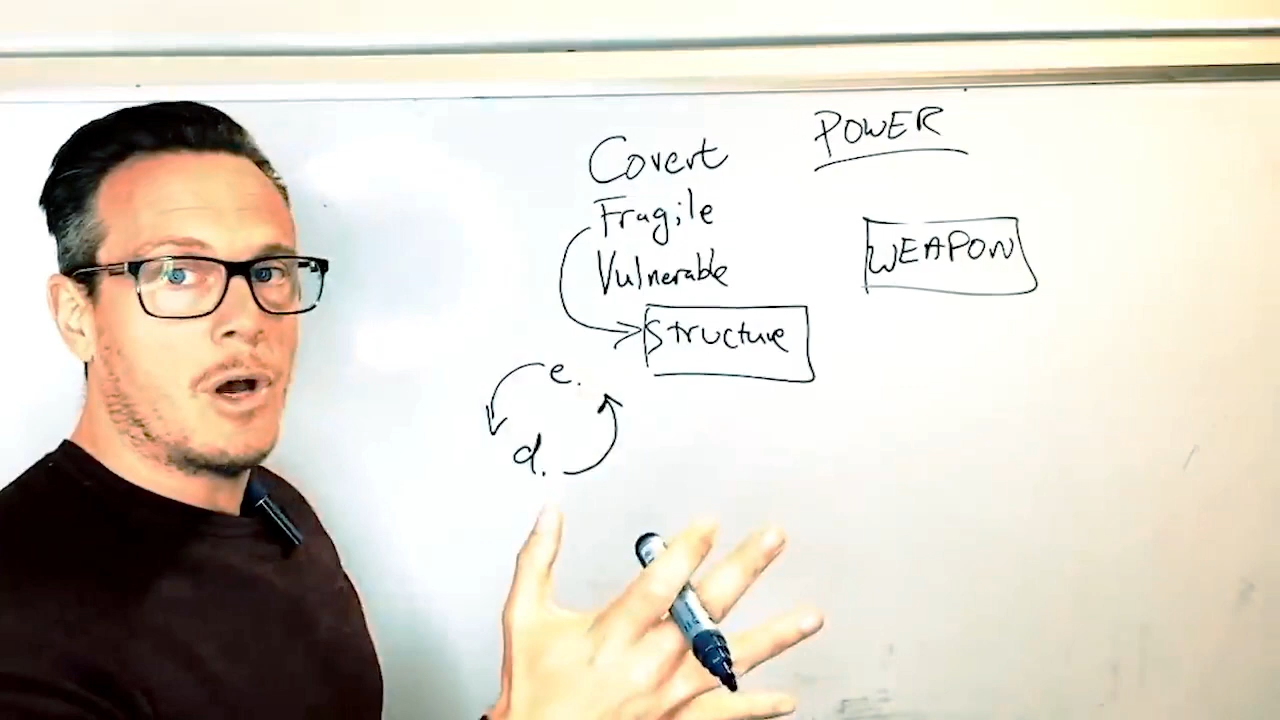 POWER
Covert
Fragile
Vulnerable
WEAPON
Structure
e.
d.